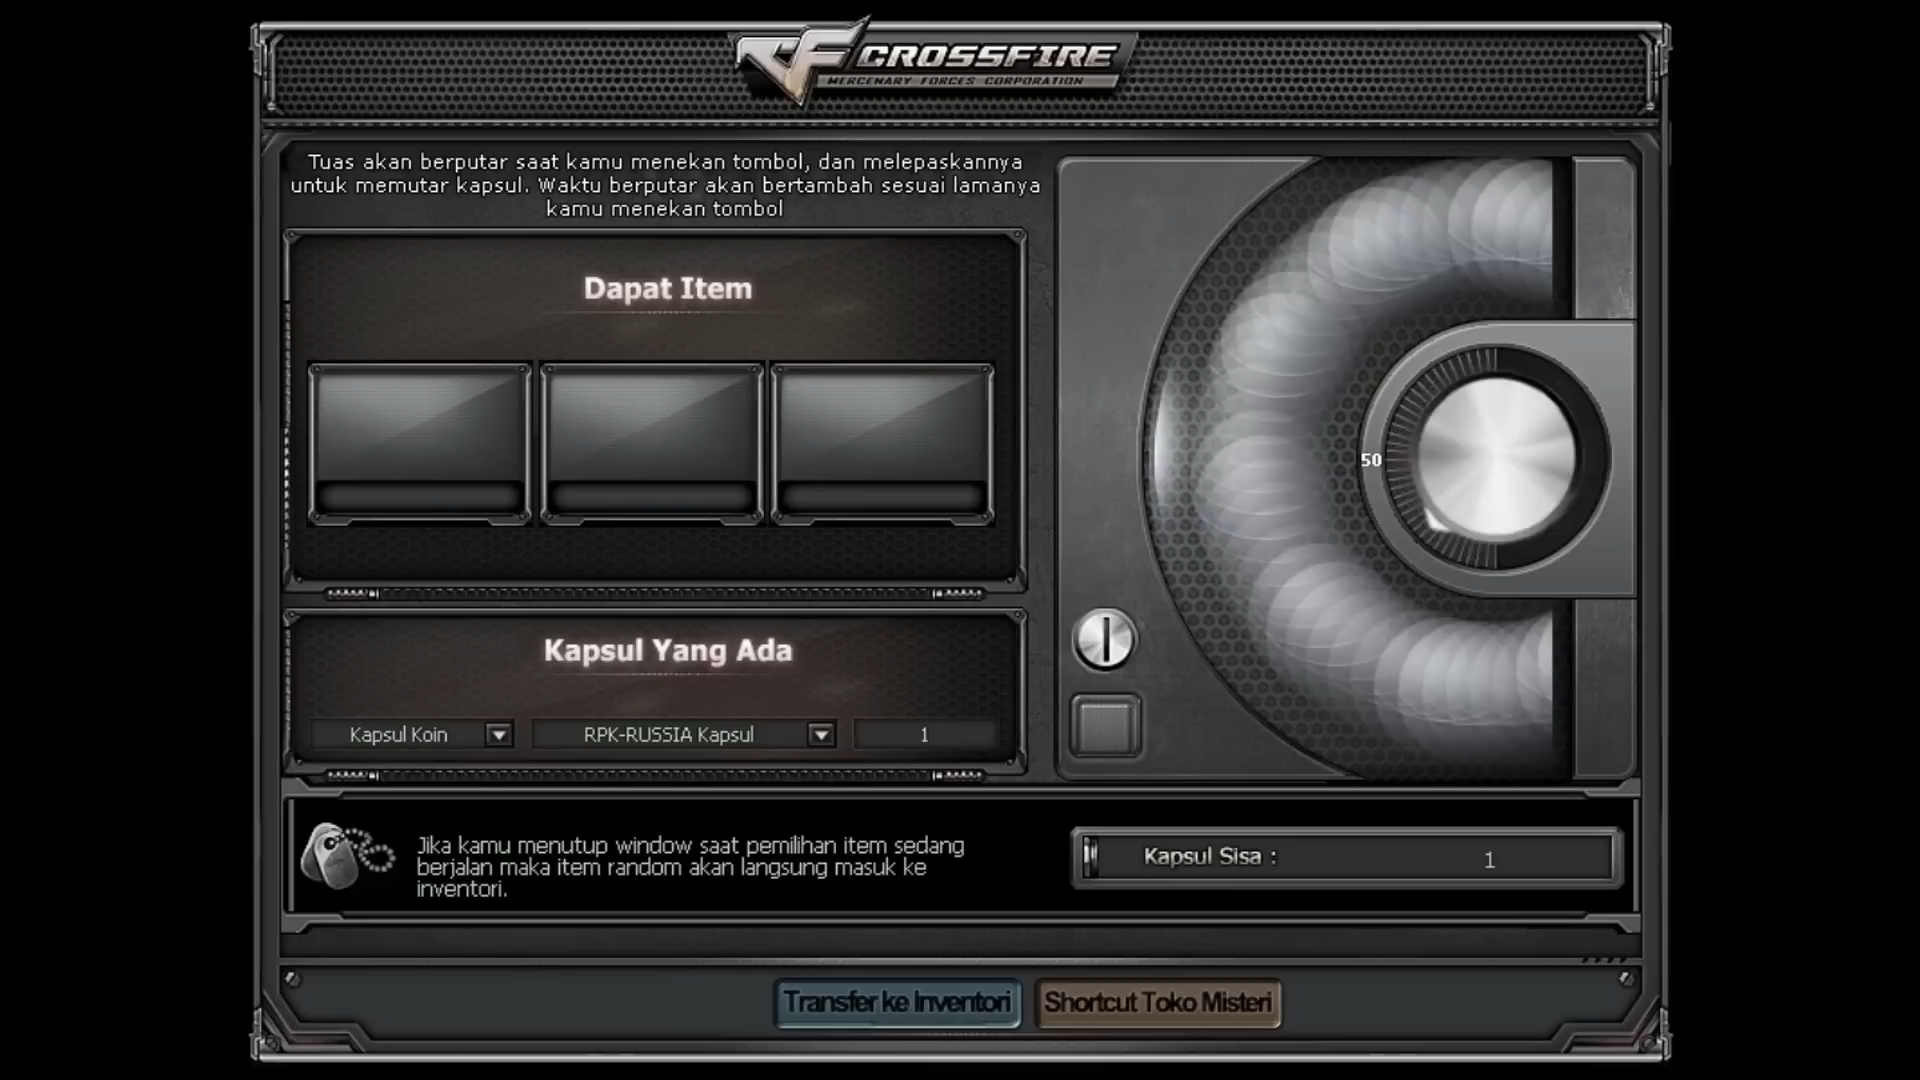 CF CROSSFIRE
MERCENARY FORCES CORPORATION
Tuas akan berputar saat kamu menekan tombol, dan melepaskannya
untuk memutar kapsul. Waktu berputar akan bertambah sesuai lamanya
kamu menekan tombol
Dapat Item
50
Kapsul Yang Ada
Kapsul Koin
RPK-RUSSIA Kapsul
1
Jika kamu menutup window saat pemilihan item sedang
berjalan maka item random akan langsung masuk ke
inventori.
Kapsul Sisa :
1
Transfer ke Inventori
Shortcut Toko Misteri